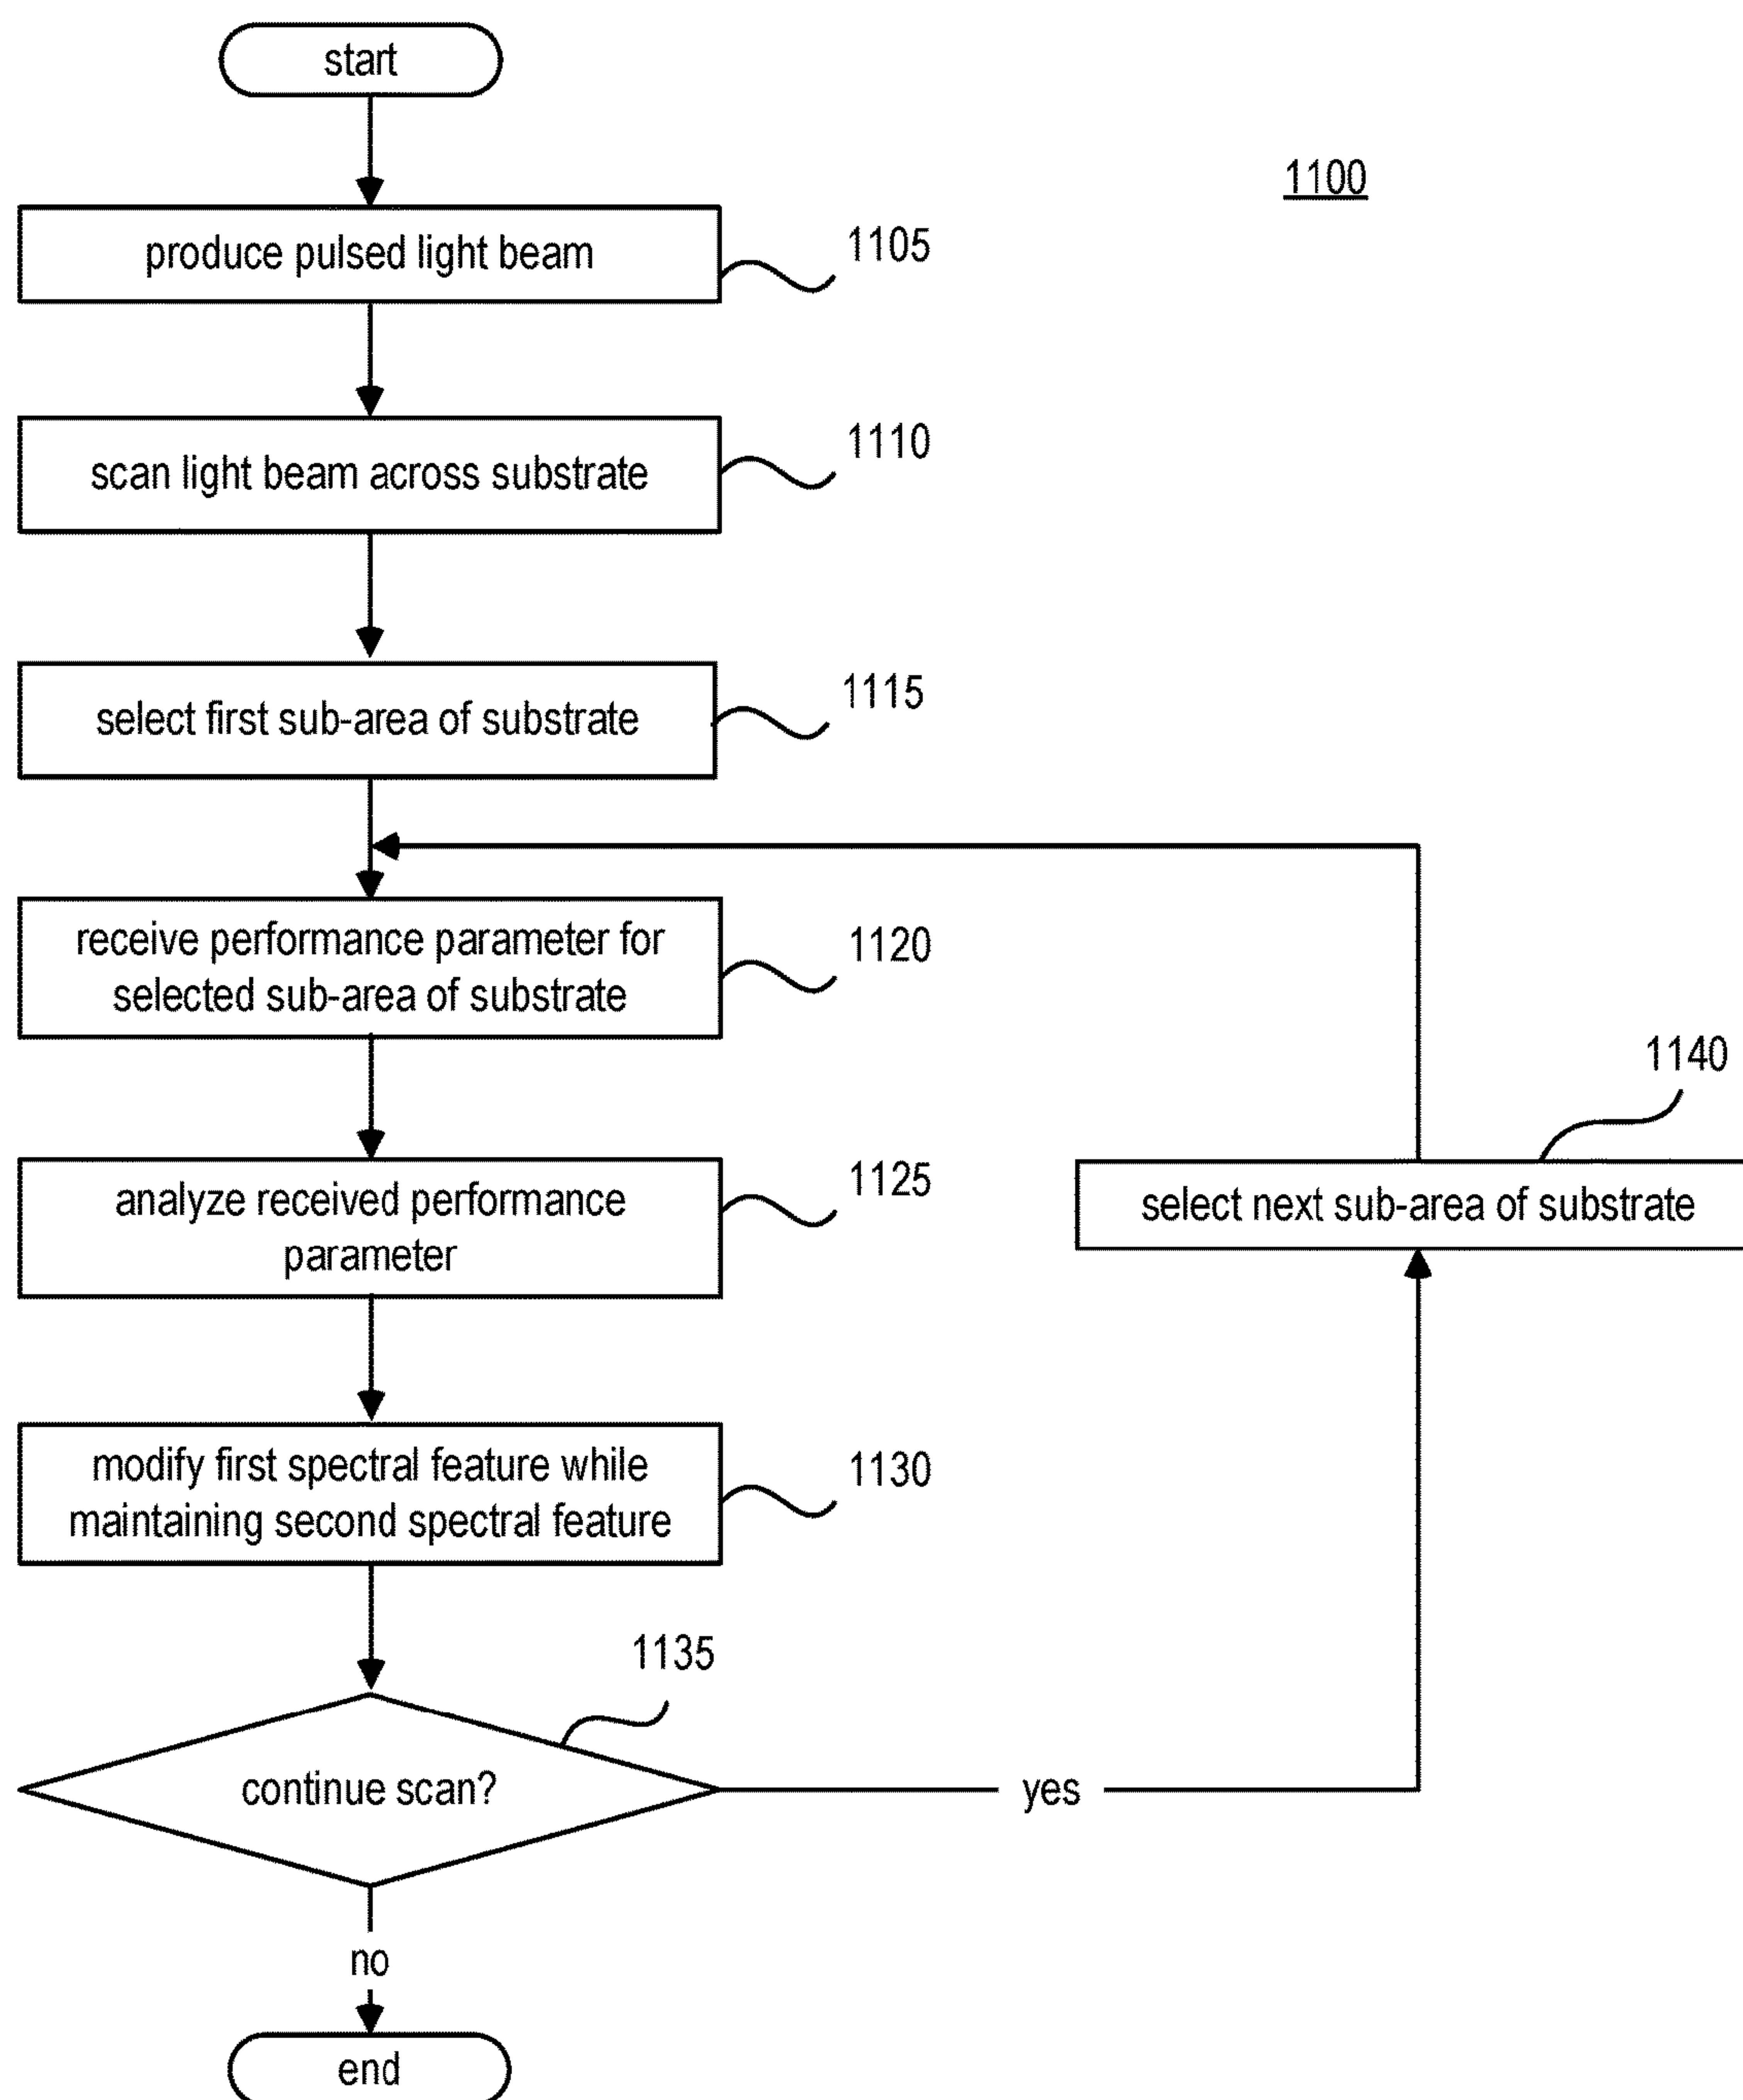 start
1100
produce pulsed light beam
1105
scan light beam across substrate
1110
select first sub-area of substrate
1115
receive performance parameter for
selected sub-area of substrate
1120
analyze received performance
parameter
1125
1140
select next sub-area of substrate
modify first spectral feature while
maintaining second spectral feature
1130
1135
continue scan?
yes
no
end